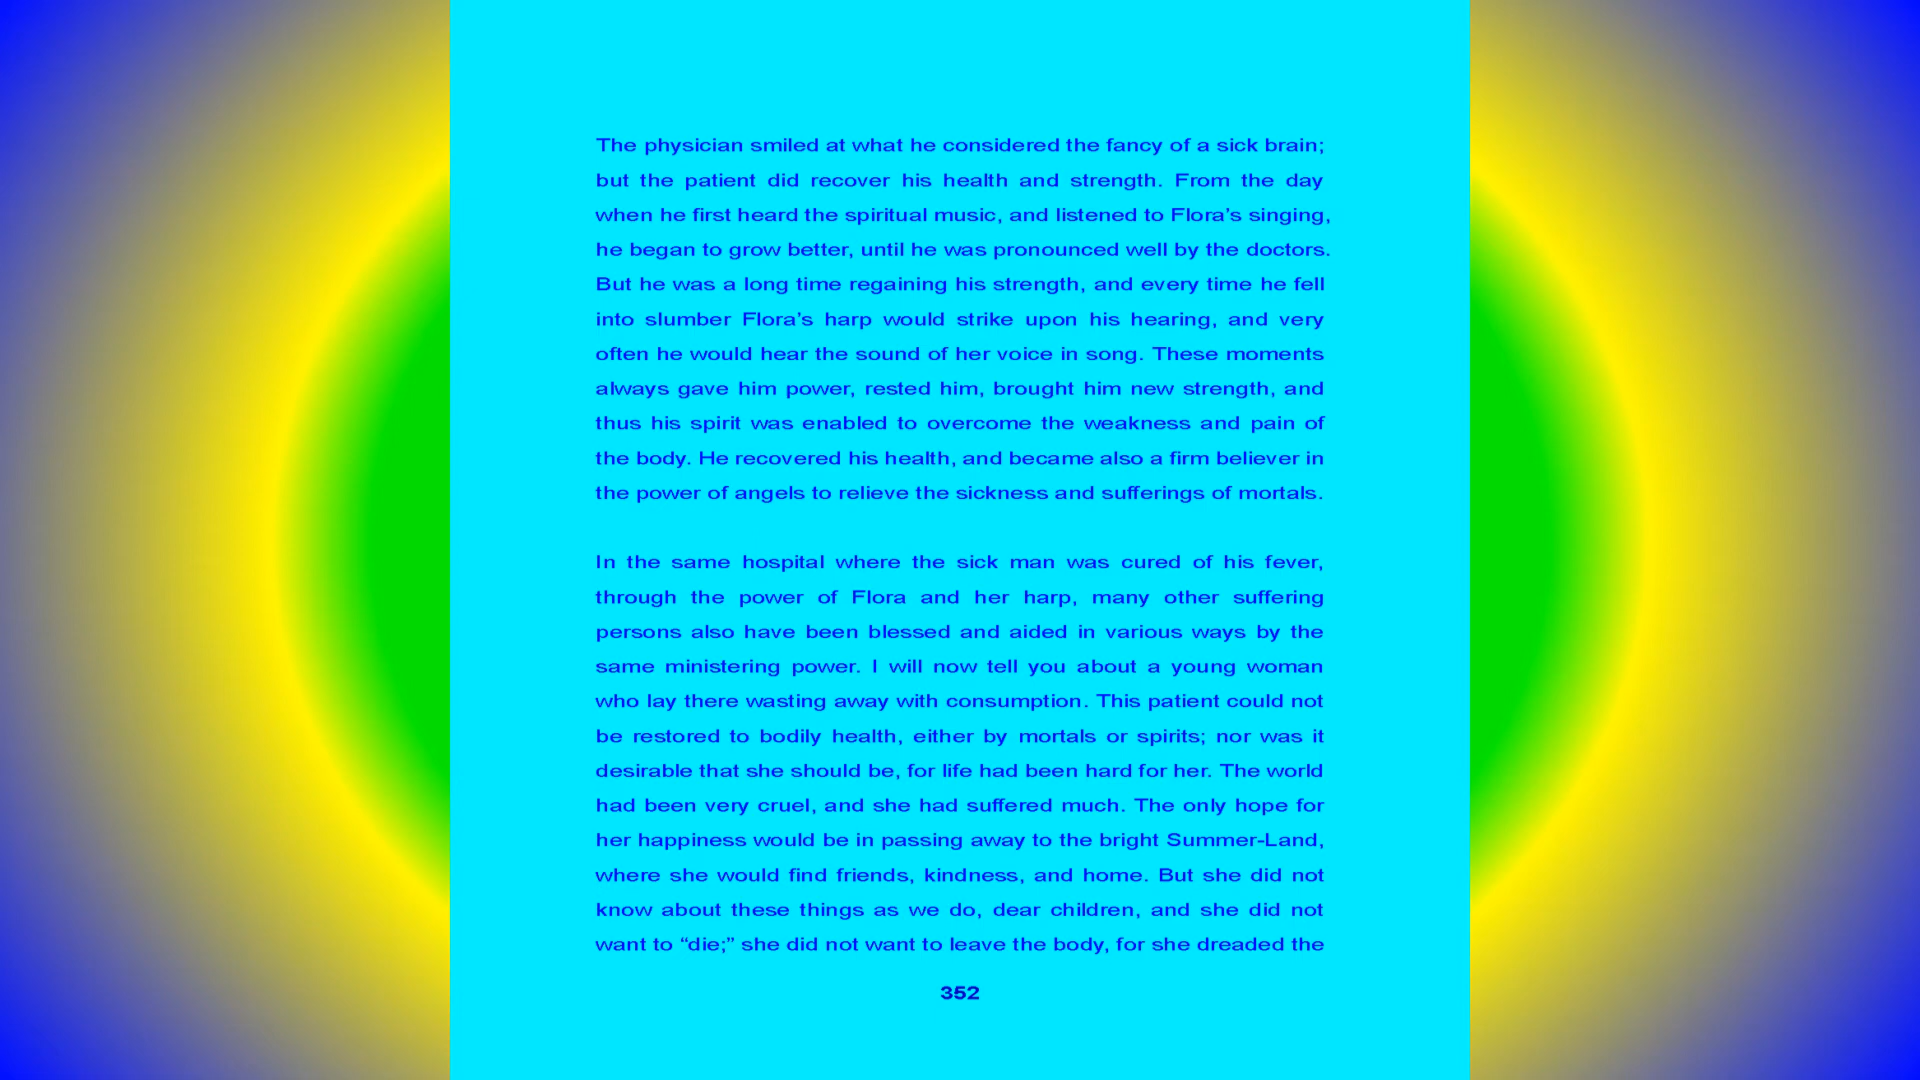 The physician smiled at what he considered the fancy of a sick brain;
but the patient did recover his health and strength. From the day
when he first heard the spiritual music, and listened to Flora’s singing,
he began to grow better, until he was pronounced well by the doctors.
But he was a long time regaining his strength, and every time he fell
into slumber Flora’s harp would strike upon his hearing, and very
often he would hear the sound of her voice in song. These moments
always gave him power, rested him, brought him new strength, and
thus his spirit was enabled to overcome the weakness and pain of
the body. He recovered his health, and became also a firm believer in
the power of angels to relieve the sickness and sufferings of mortals.
In the same hospital where the sick man was cured of his fever,
through the power of Flora and her harp, many other suffering
persons also have been blessed and aided in various ways by the
same ministering power. I will now tell you about a young woman
who lay there wasting away with consumption. This patient could not
be restored to bodily health, either by mortals or spirits; nor was it
desirable that she should be, for life had been hard for her. The world
had been very cruel, and she had suffered much. The only hope for
her happiness would be in passing away to the bright Summer-Land,
where she would find friends, kindness, and home. But she did not
know about these things as we do, dear children, and she did not
want to “die;” she did not want to leave the body, for she dreaded the
352